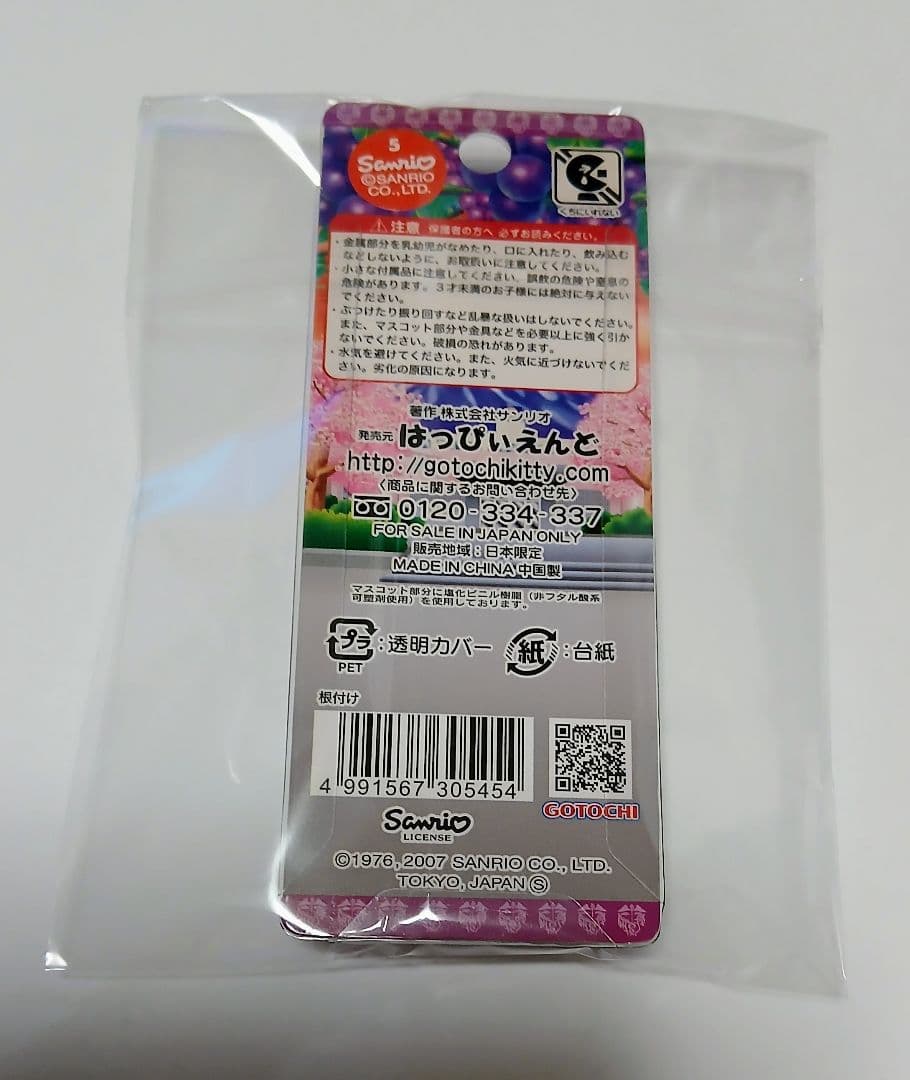 5
Sanrio
©SANRIO
CO.,LTD.
くちにいれない
注意 保護者の方へ 必ずお読みください。
・金属部分を乳幼児がなめたり、口に入れたり、飲み込む
などしないように、お取扱いに注意してください。
・小さな付属品に注意してください。誤飲の危険や窒息の
危険があります。3才未満のお子様には絶対に与えない
でください。
・ぶつけたり振り回すなど乱暴な扱いはしないでください。
また、マスコット部分や金具などを必要以上に強く引か
ないでください。破損の恐れがあります。
・水気を避けてください。また、火気に近づけないでくだ
さい。劣化の原因になります。
著作 株式会社サンリオ
発売元 はっぴぃえんど
http://gotochikitty.com
〈商品に関するお問い合わせ先〉
0120-334-337
FOR SALE IN JAPAN ONLY
販売地域：日本限定
MADE IN CHINA 中国製
マスコット部分に塩化ビニル樹脂（非フタル酸系
可塑剤使用）を使用しております。
プラ：透明カバー 紙：台紙
PET
根付け
4 991567 305454
GOTOCHI
Sanrio
LICENSE
©1976,2007 SANRIO CO., LTD.
TOKYO, JAPAN Ⓢ